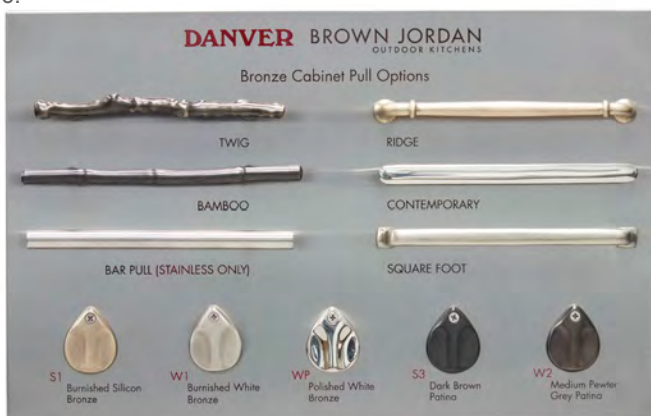 DANVER BROWN JORDAN
OUTDOOR KITCHENS
Bronze Cabinet Pull Options
TWIG
RIDGE
BAMBOO
CONTEMPORARY
BAR PULL (STAINLESS ONLY)
SQUARE FOOT
S1
Burnished Silicon
Bronze
W1
Burnished White
Bronze
WP
Polished White
Bronze
S3
Dark Brown
Patina
W2
Medium Pewter
Grey Patina